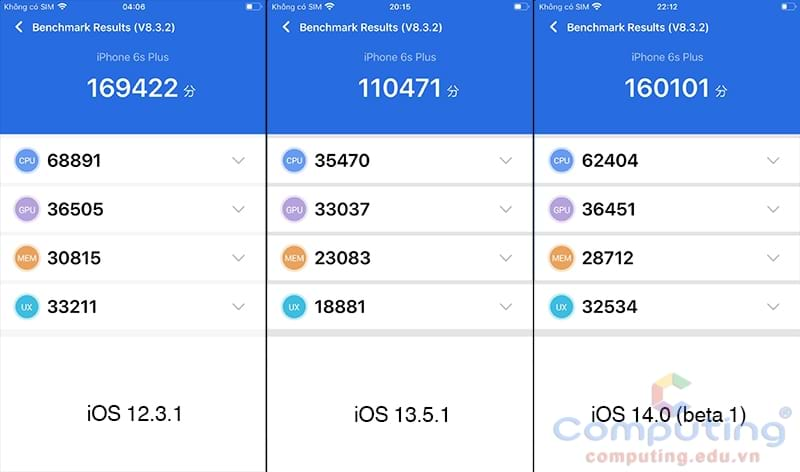 Không có SIM 04:06
Benchmark Results (V8.3.2)
iPhone 6s Plus
169422 分
CPU 68891
GPU 36505
MEM 30815
UX 33211
iOS 12.3.1
Không có SIM 20:15
Benchmark Results (V8.3.2)
iPhone 6s Plus
110471 分
CPU 35470
GPU 33037
MEM 23083
UX 18881
iOS 13.5.1
Không có SIM 22:12
Benchmark Results (V8.3.2)
iPhone 6s Plus
160101 分
CPU 62404
GPU 36451
MEM 28712
UX 32534
iOS 14.0 (beta 1)
Computing®
computing.edu.vn